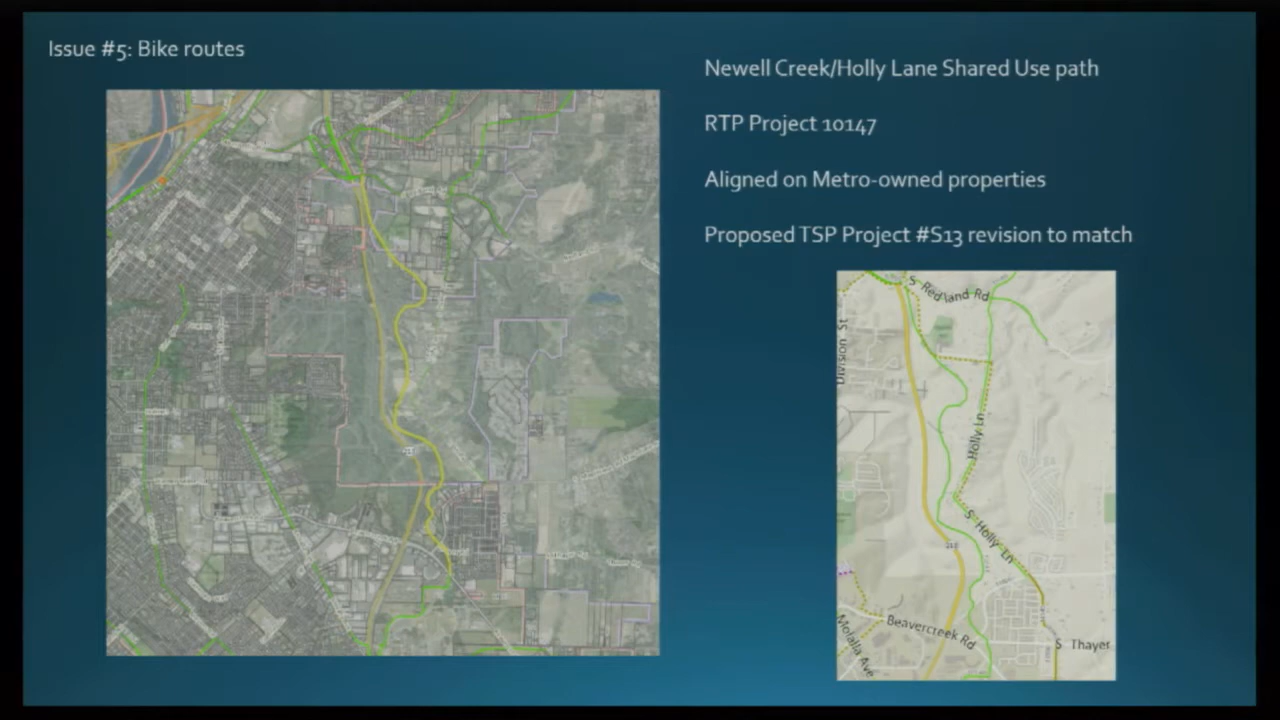 Issue #5: Bike routes
Newell Creek/Holly Lane Shared Use path
RTP Project 10147
Aligned on Metro-owned properties
Proposed TSP Project #S13 revision to match
S Redland Rd
Division St
Holly Ln
S Holly Ln
213
Beavercreek Rd
Molalla Ave
S Thayer